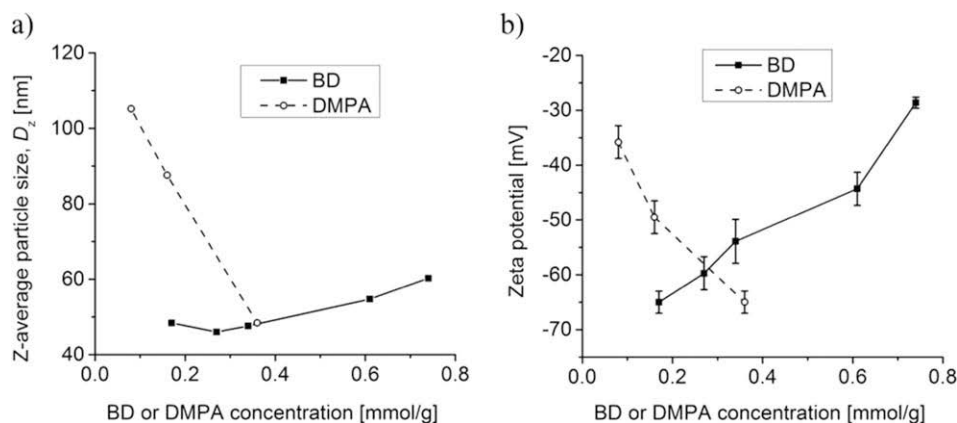 a)
120
100
80
60
40
Z-average particle size, D_z [nm]
BD
DMPA
0.0 0.2 0.4 0.6 0.8
BD or DMPA concentration [mmol/g]
b)
-20
-30
-40
-50
-60
-70
Zeta potential [mV]
BD
DMPA
0.0 0.2 0.4 0.6 0.8
BD or DMPA concentration [mmol/g]